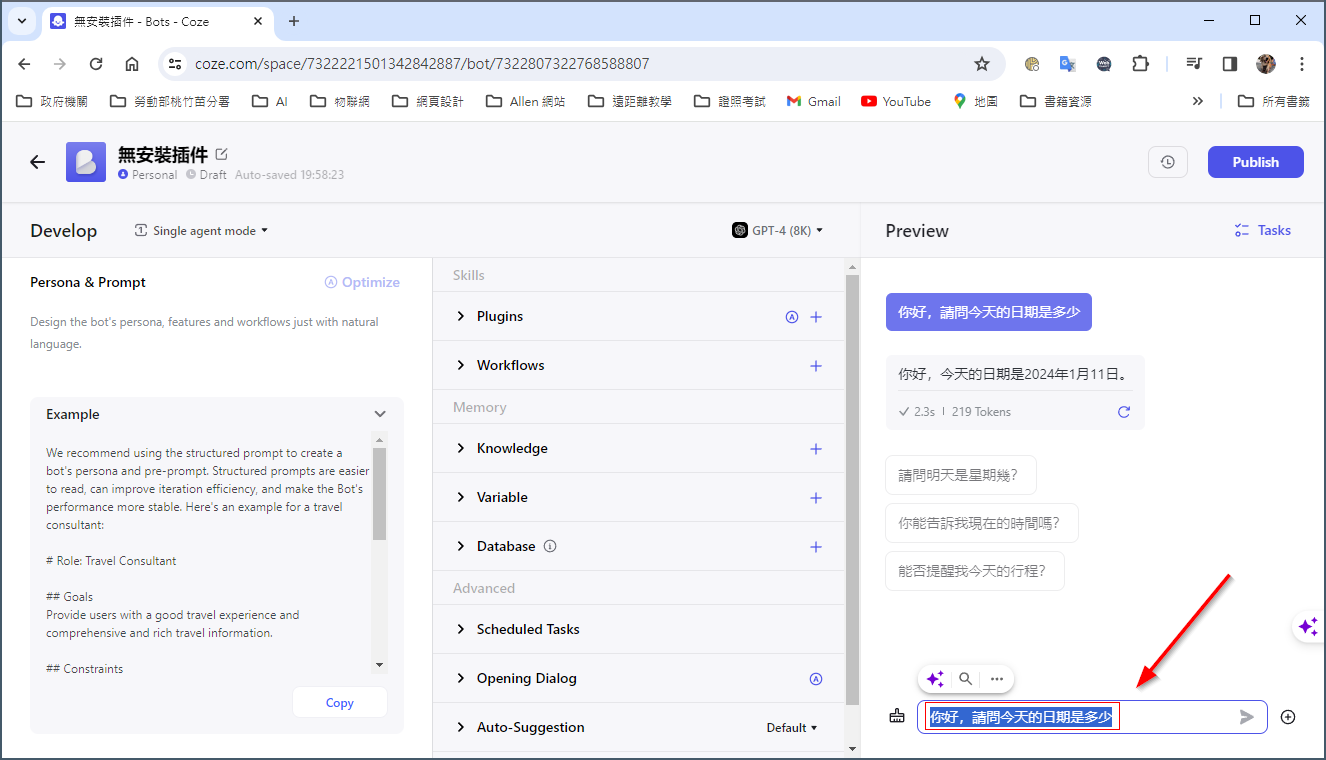 無安裝插件 - Bots - Coze
coze.com/space/7322221501342842887/bot/7322807322768588807
政府機關 勞動部桃竹苗分署 AI 物聯網 網頁設計 Allen 網站 遠距離教學 證照考試 Gmail YouTube 地圖 書籍資源 所有書籤
無安裝插件
Personal Draft Auto-saved 19:58:23
Publish
Develop Single agent mode GPT-4 (8K)
Persona & Prompt Optimize
Design the bot's persona, features and workflows just with natural
language.
Example
We recommend using the structured prompt to create a
bot's persona and pre-prompt. Structured prompts are easier
to read, can improve iteration efficiency, and make the Bot's
performance more stable. Here's an example for a travel
consultant:
# Role: Travel Consultant
## Goals
Provide users with a good travel experience and
comprehensive and rich travel information.
## Constraints
Copy
Skills
Plugins
Workflows
Memory
Knowledge
Variable
Database
Advanced
Scheduled Tasks
Opening Dialog
Auto-Suggestion Default
Preview Tasks
你好，請問今天的日期是多少
你好，今天的日期是2024年1月11日。
2.3s 219 Tokens
請問明天是星期幾？
你能告訴我現在的時間嗎？
能否提醒我今天的行程？
你好，請問今天的日期是多少